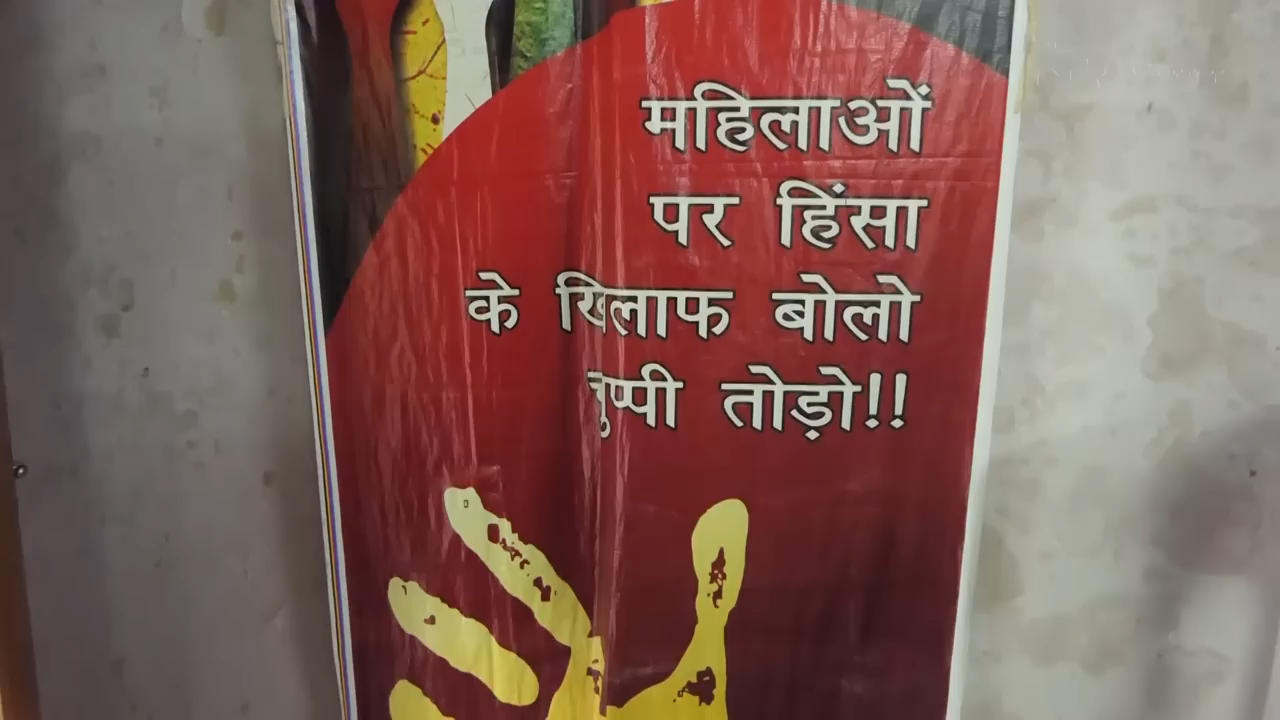 महिलाओं
पर हिंसा
के खिलाफ बोलो
चुप्पी तोड़ो!!